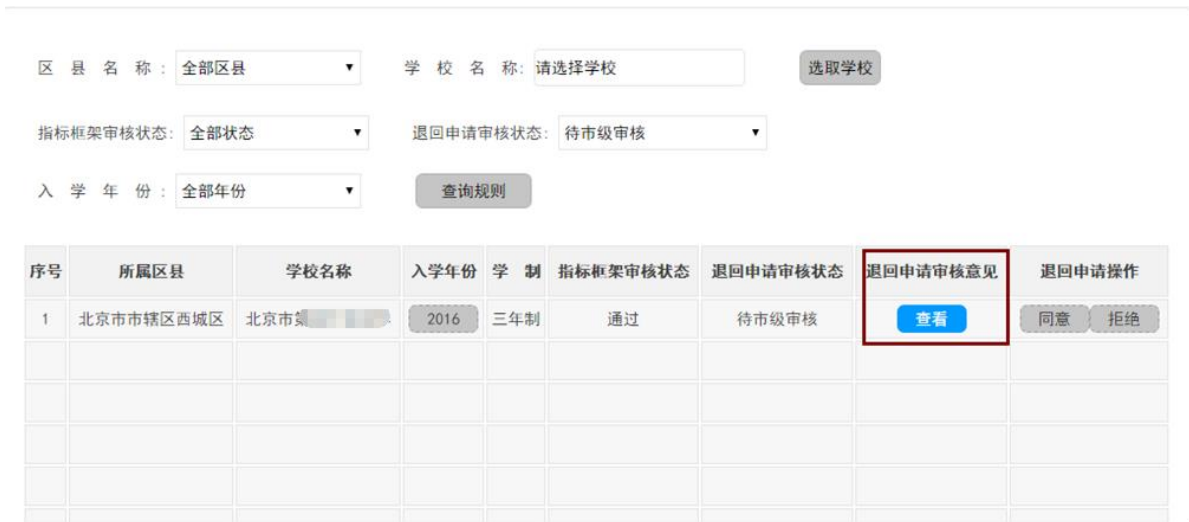 区 县 名 称 : 全部区县 学 校 名 称: 请选择学校 选取学校
指标框架审核状态: 全部状态 退回申请审核状态: 待市级审核
入 学 年 份 : 全部年份 查询规则
序号 所属区县 学校名称 入学年份 学 制 指标框架审核状态 退回申请审核状态 退回申请审核意见 退回申请操作
1 北京市市辖区西城区 北京市第 2016 三年制 通过 待市级审核 查看 同意 拒绝